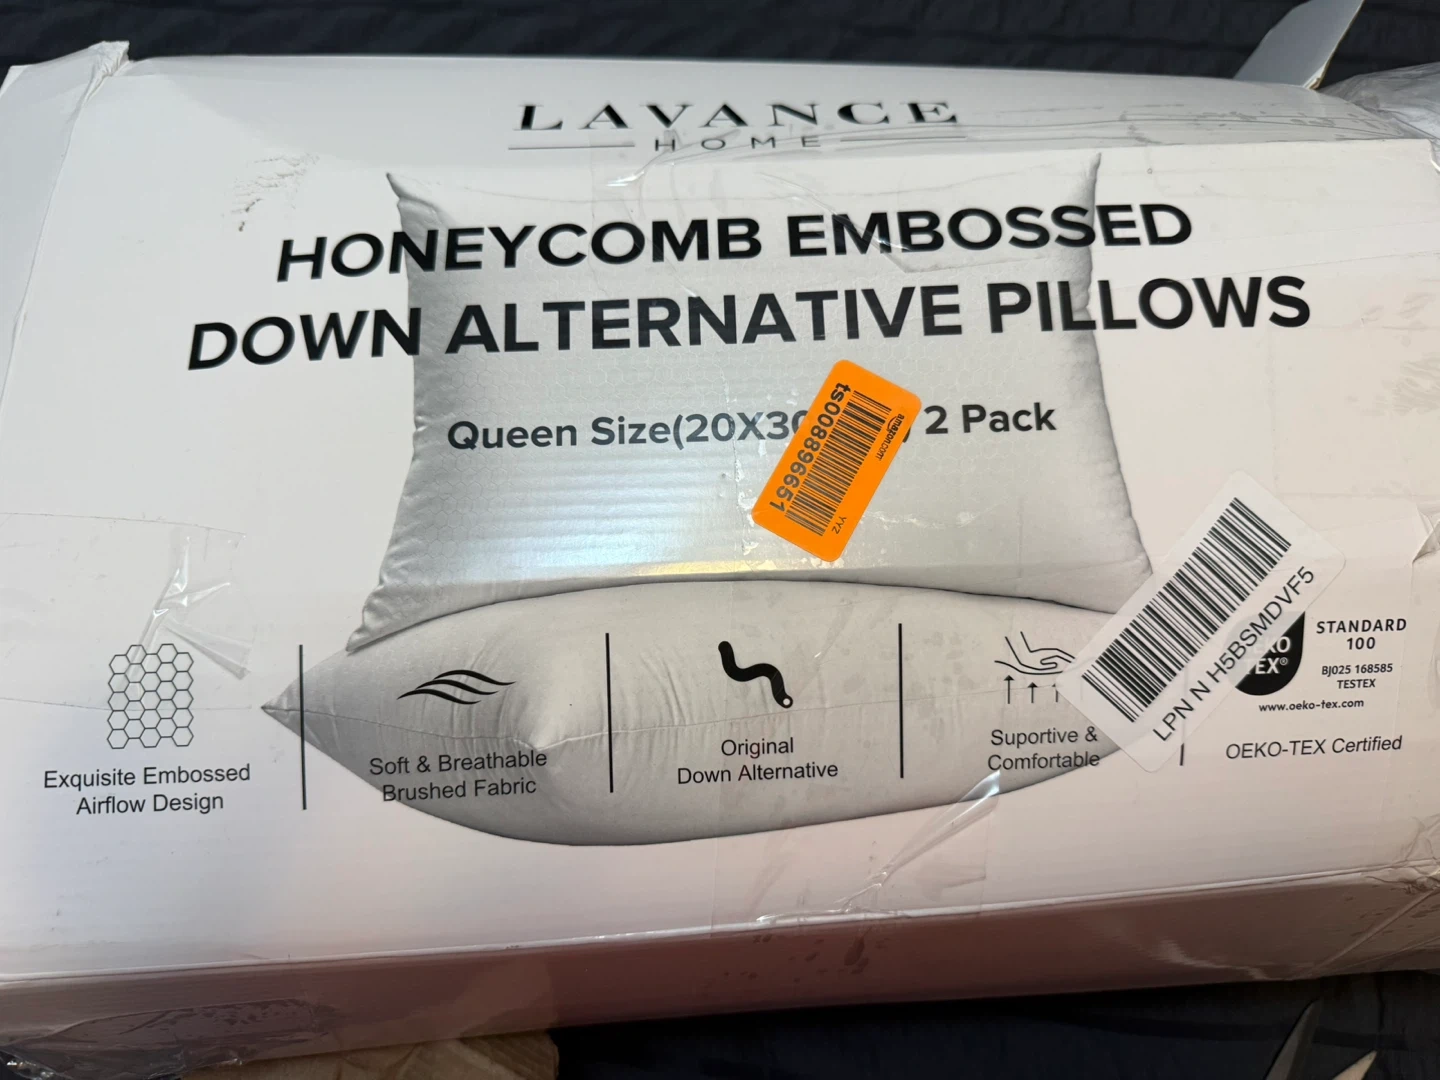 LAVANCE
HOME
HONEYCOMB EMBOSSED
DOWN ALTERNATIVE PILLOWS
Queen Size(20X30 2 Pack
ts00896651
amazon.com
YYZ
LPN N H5BSMDVF5
Exquisite Embossed
Airflow Design
Soft & Breathable
Brushed Fabric
Original
Down Alternative
Suportive &
Comfortable
TEX®
STANDARD
100
BJ025 168585
TESTEX
www.oeko-tex.com
OEKO-TEX Certified